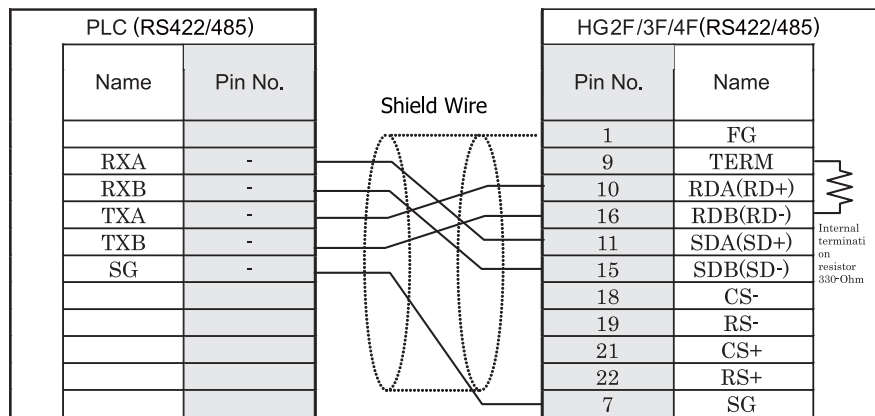 PLC (RS422/485)
HG2F/3F/4F(RS422/485)
Name Pin No.
Shield Wire
Pin No. Name
1 FG
RXA - 9 TERM
RXB - 10 RDA(RD+)
TXA - 16 RDB(RD-)
TXB - 11 SDA(SD+)
SG - 15 SDB(SD-)
18 CS-
19 RS-
21 CS+
22 RS+
7 SG
Internal
terminati
on
resistor
330-Ohm